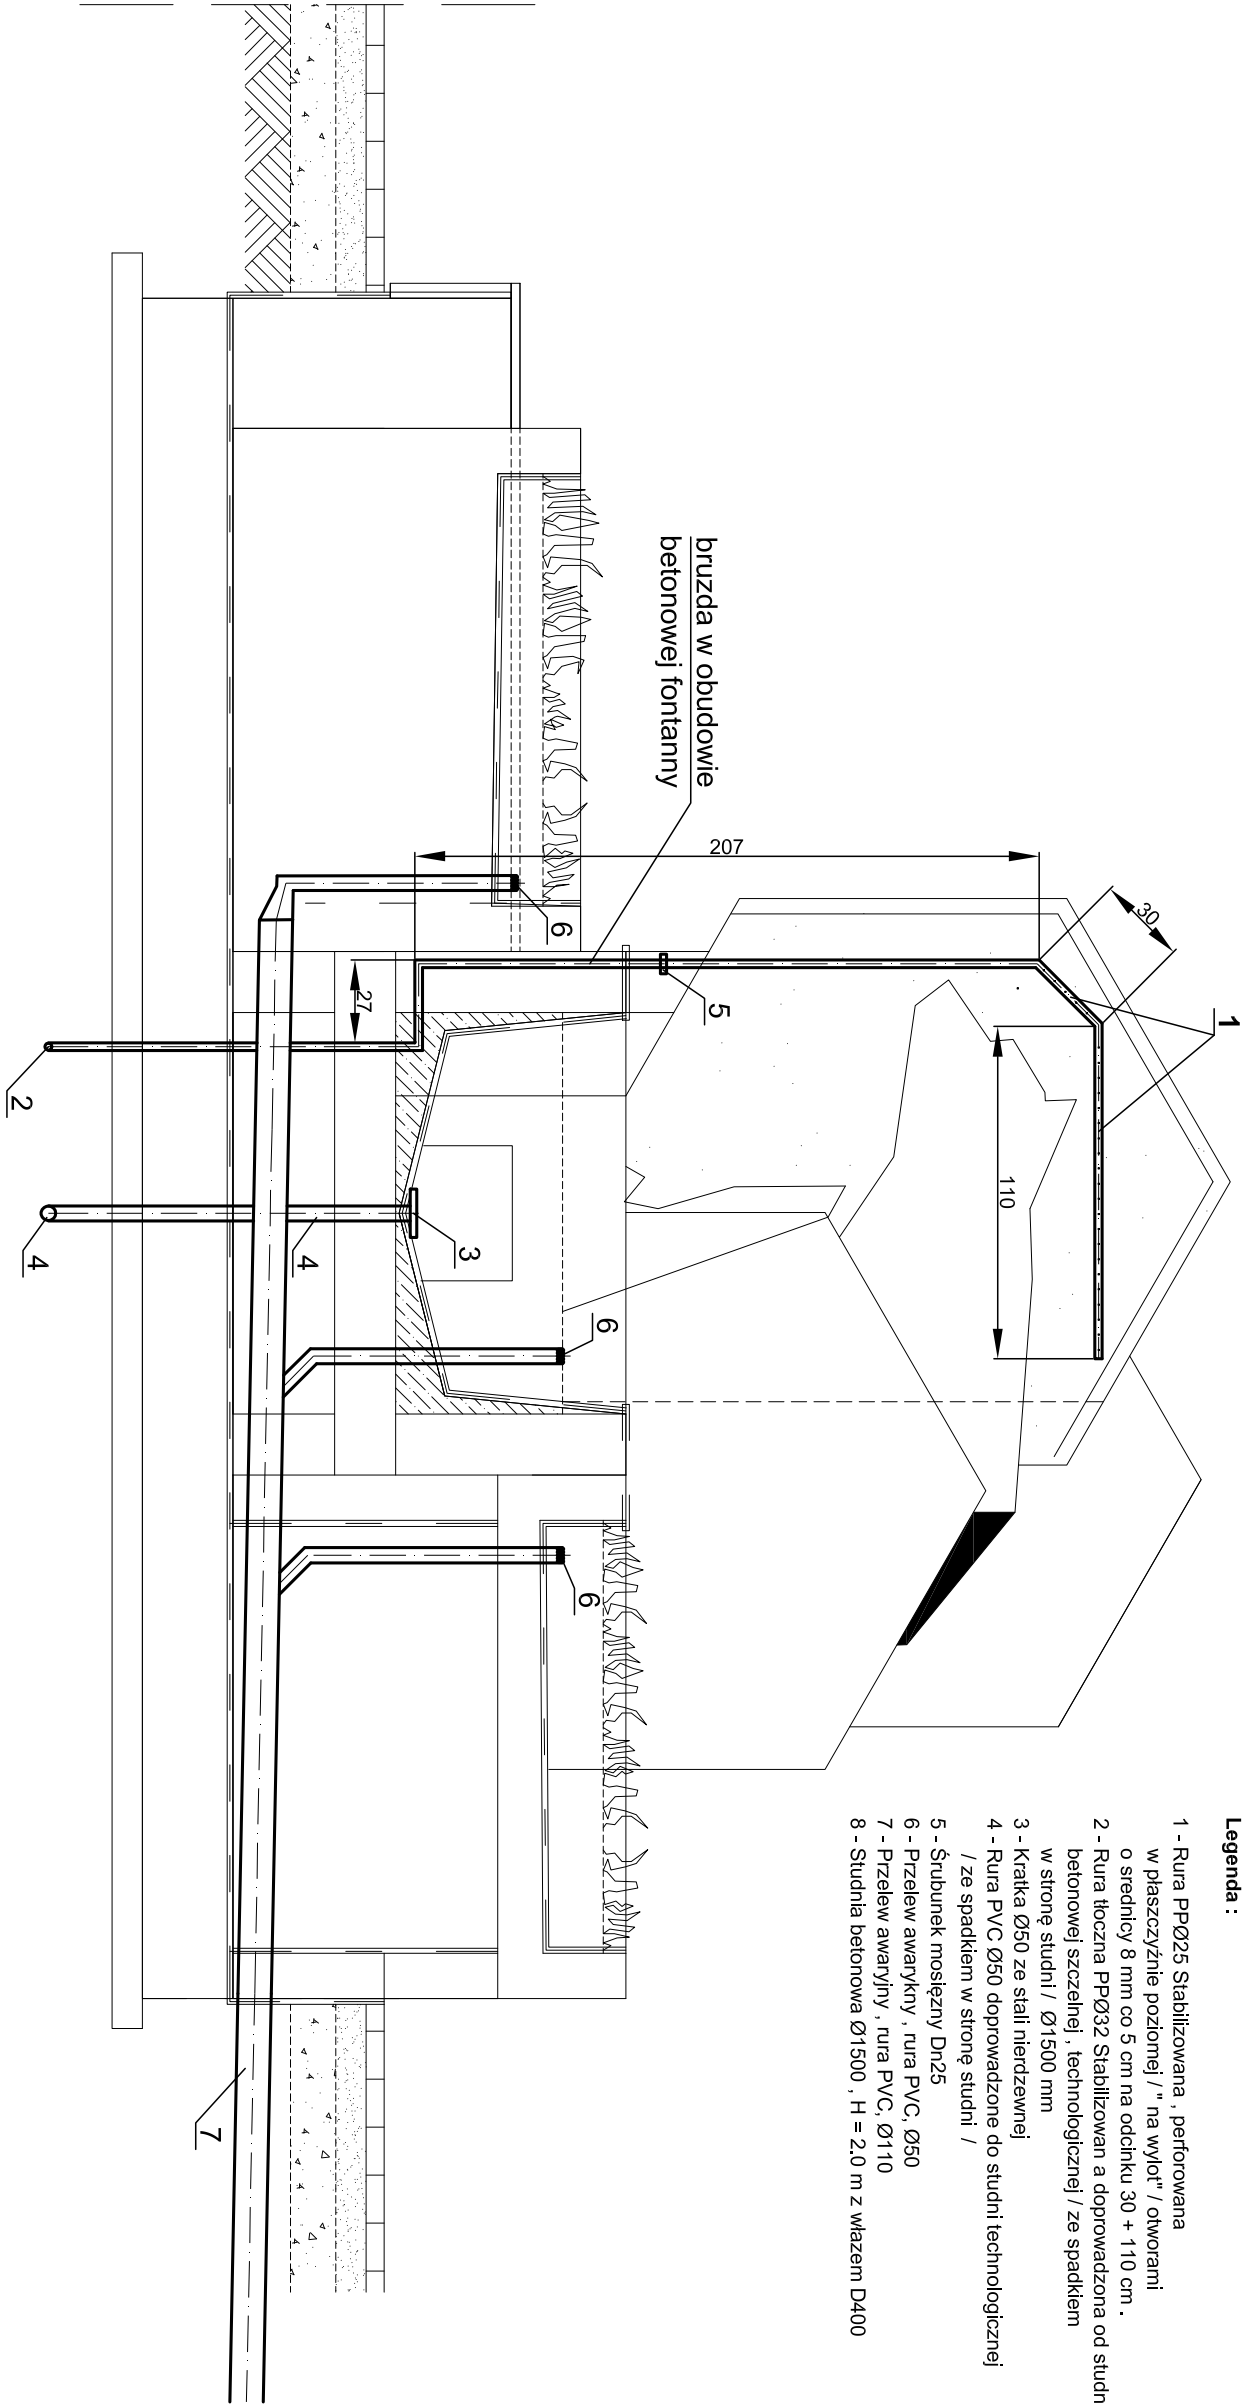 Legenda :
1 - Rura PPØ25 Stabilizowana , perforowana
w płaszczyźnie poziomej / " na wylot" / otworami
o srednicy 8 mm co 5 cm na odcinku 30 + 110 cm .
2 - Rura tłoczna PPØ32 Stabilizowan a doprowadzona od studn
betonowej szczelnej , technologicznej / ze spadkiem
w stronę studni / Ø1500 mm
3 - Kratka Ø50 ze stali nierdzewnej
4 - Rura PVC Ø50 doprowadzone do studni technologicznej
/ ze spadkiem w stronę studni /
5 - Śrubunek mosiężny Dn25
6 - Przelew awarykny , rura PVC, Ø50
7 - Przelew awaryjny , rura PVC, Ø110
8 - Studnia betonowa Ø1500 , H = 2.0 m z włazem D400
1
30
110
207
bruzda w obudowie
betonowej fontanny
5
6
6
6
27
3
4
2
4
7